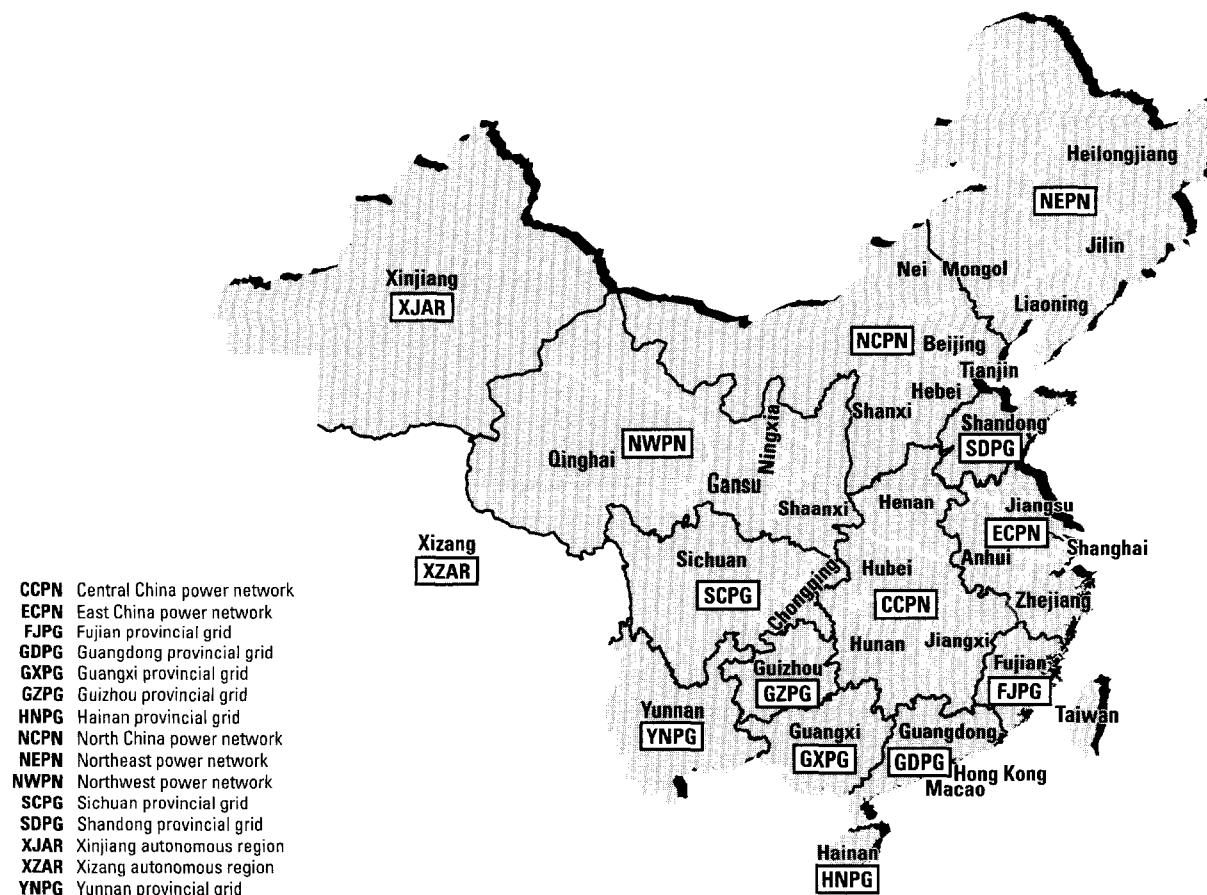 Heilongjiang
NEPN
Jilin
Nei Mongol
Xinjiang
XJAR
Liaoning
NCPN
Beijing
Tianjin
Hebei
Shanxi
Ningxia
Shandong
SDPG
NWPN
Qinghai
Gansu
Henan
Shaanxi
Jiangsu
ECPN
Shanghai
Xizang
XZAR
Sichuan
Anhui
Hubei
SCPG
Chongqing
CCPN
Zhejiang
Hunan
Jiangxi
Guizhou
GZPG
Fujian
FJPG
Taiwan
Yunnan
YNPG
Guangxi
GXPG
Guangdong
GDPG
Hong Kong
Macao
Hainan
HNPG
CCPN Central China power network
ECPN East China power network
FJPG Fujian provincial grid
GDPG Guangdong provincial grid
GXPG Guangxi provincial grid
GZPG Guizhou provincial grid
HNPG Hainan provincial grid
NCPN North China power network
NEPN Northeast power network
NWPN Northwest power network
SCPG Sichuan provincial grid
SDPG Shandong provincial grid
XJAR Xinjiang autonomous region
XZAR Xizang autonomous region
YNPG Yunnan provincial grid